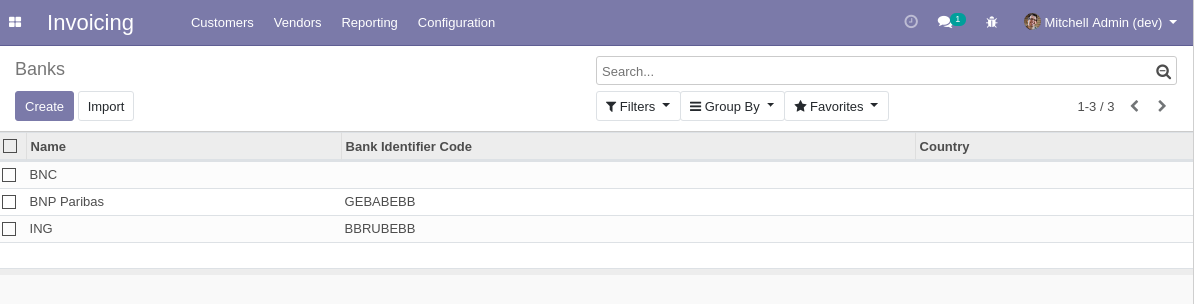 Invoicing Customers Vendors Reporting Configuration 1 Mitchell Admin (dev)
Banks Search...
Create Import Filters Group By Favorites 1-3 / 3
Name Bank Identifier Code Country
BNC
BNP Paribas GEBABEBB
ING BBRUBEBB